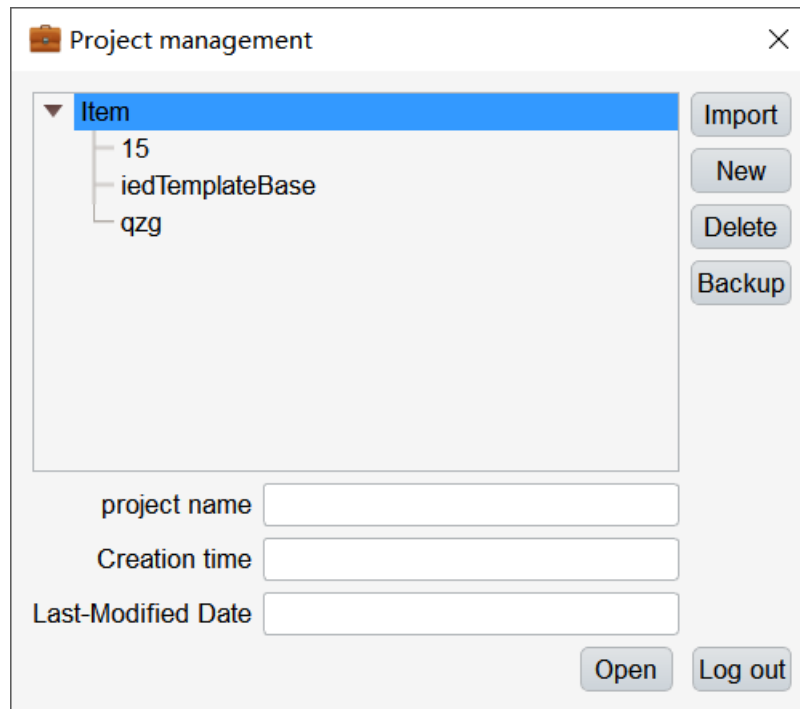 Project management
Item
Import
15
New
iedTemplateBase
qzg
Delete
Backup
project name
Creation time
Last-Modified Date
Open
Log out